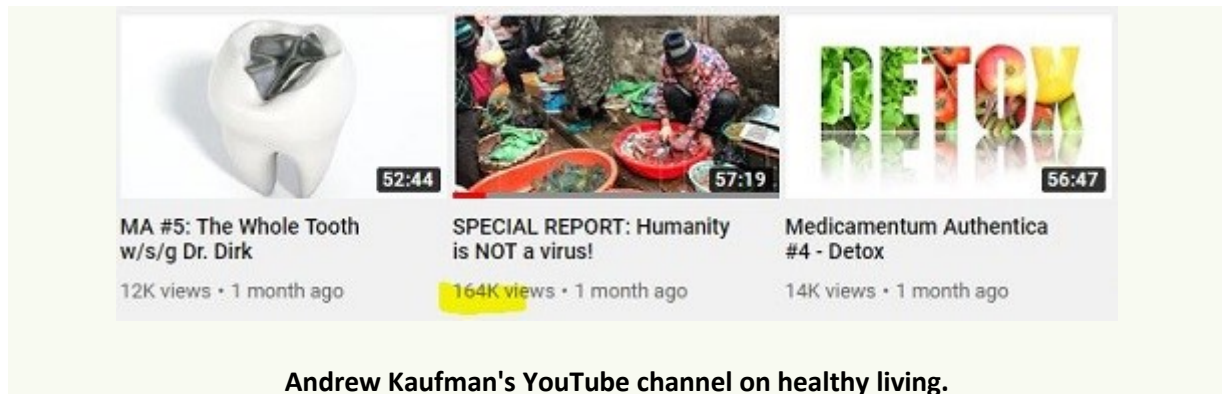 52:44
57:19
DETOX
56:47
MA #5: The Whole Tooth
w/s/g Dr. Dirk
12K views • 1 month ago
SPECIAL REPORT: Humanity
is NOT a virus!
164K views • 1 month ago
Medicamentum Authentica
#4 - Detox
14K views • 1 month ago
Andrew Kaufman's YouTube channel on healthy living.